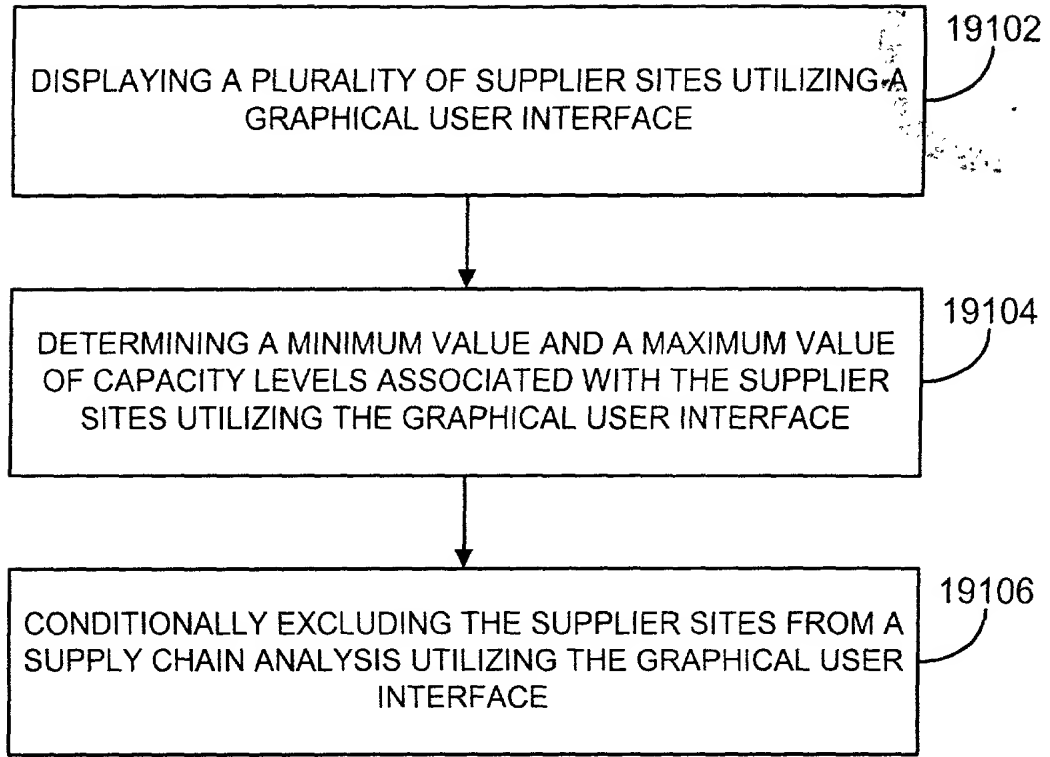 19102
DISPLAYING A PLURALITY OF SUPPLIER SITES UTILIZING A
GRAPHICAL USER INTERFACE
19104
DETERMINING A MINIMUM VALUE AND A MAXIMUM VALUE
OF CAPACITY LEVELS ASSOCIATED WITH THE SUPPLIER
SITES UTILIZING THE GRAPHICAL USER INTERFACE
19106
CONDITIONALLY EXCLUDING THE SUPPLIER SITES FROM A
SUPPLY CHAIN ANALYSIS UTILIZING THE GRAPHICAL USER
INTERFACE